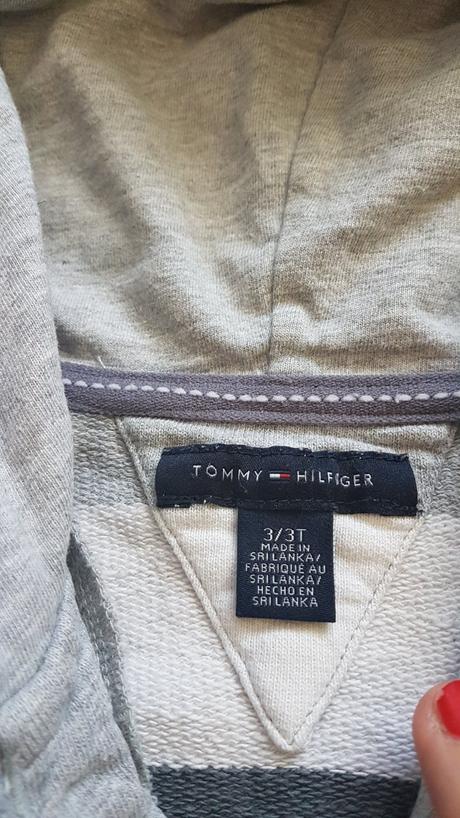 TOMMY HILFIGER
3/3T
MADE IN
SRI LANKA/
FABRIQUÉ AU
SRI LANKA/
HECHO EN
SRI LANKA